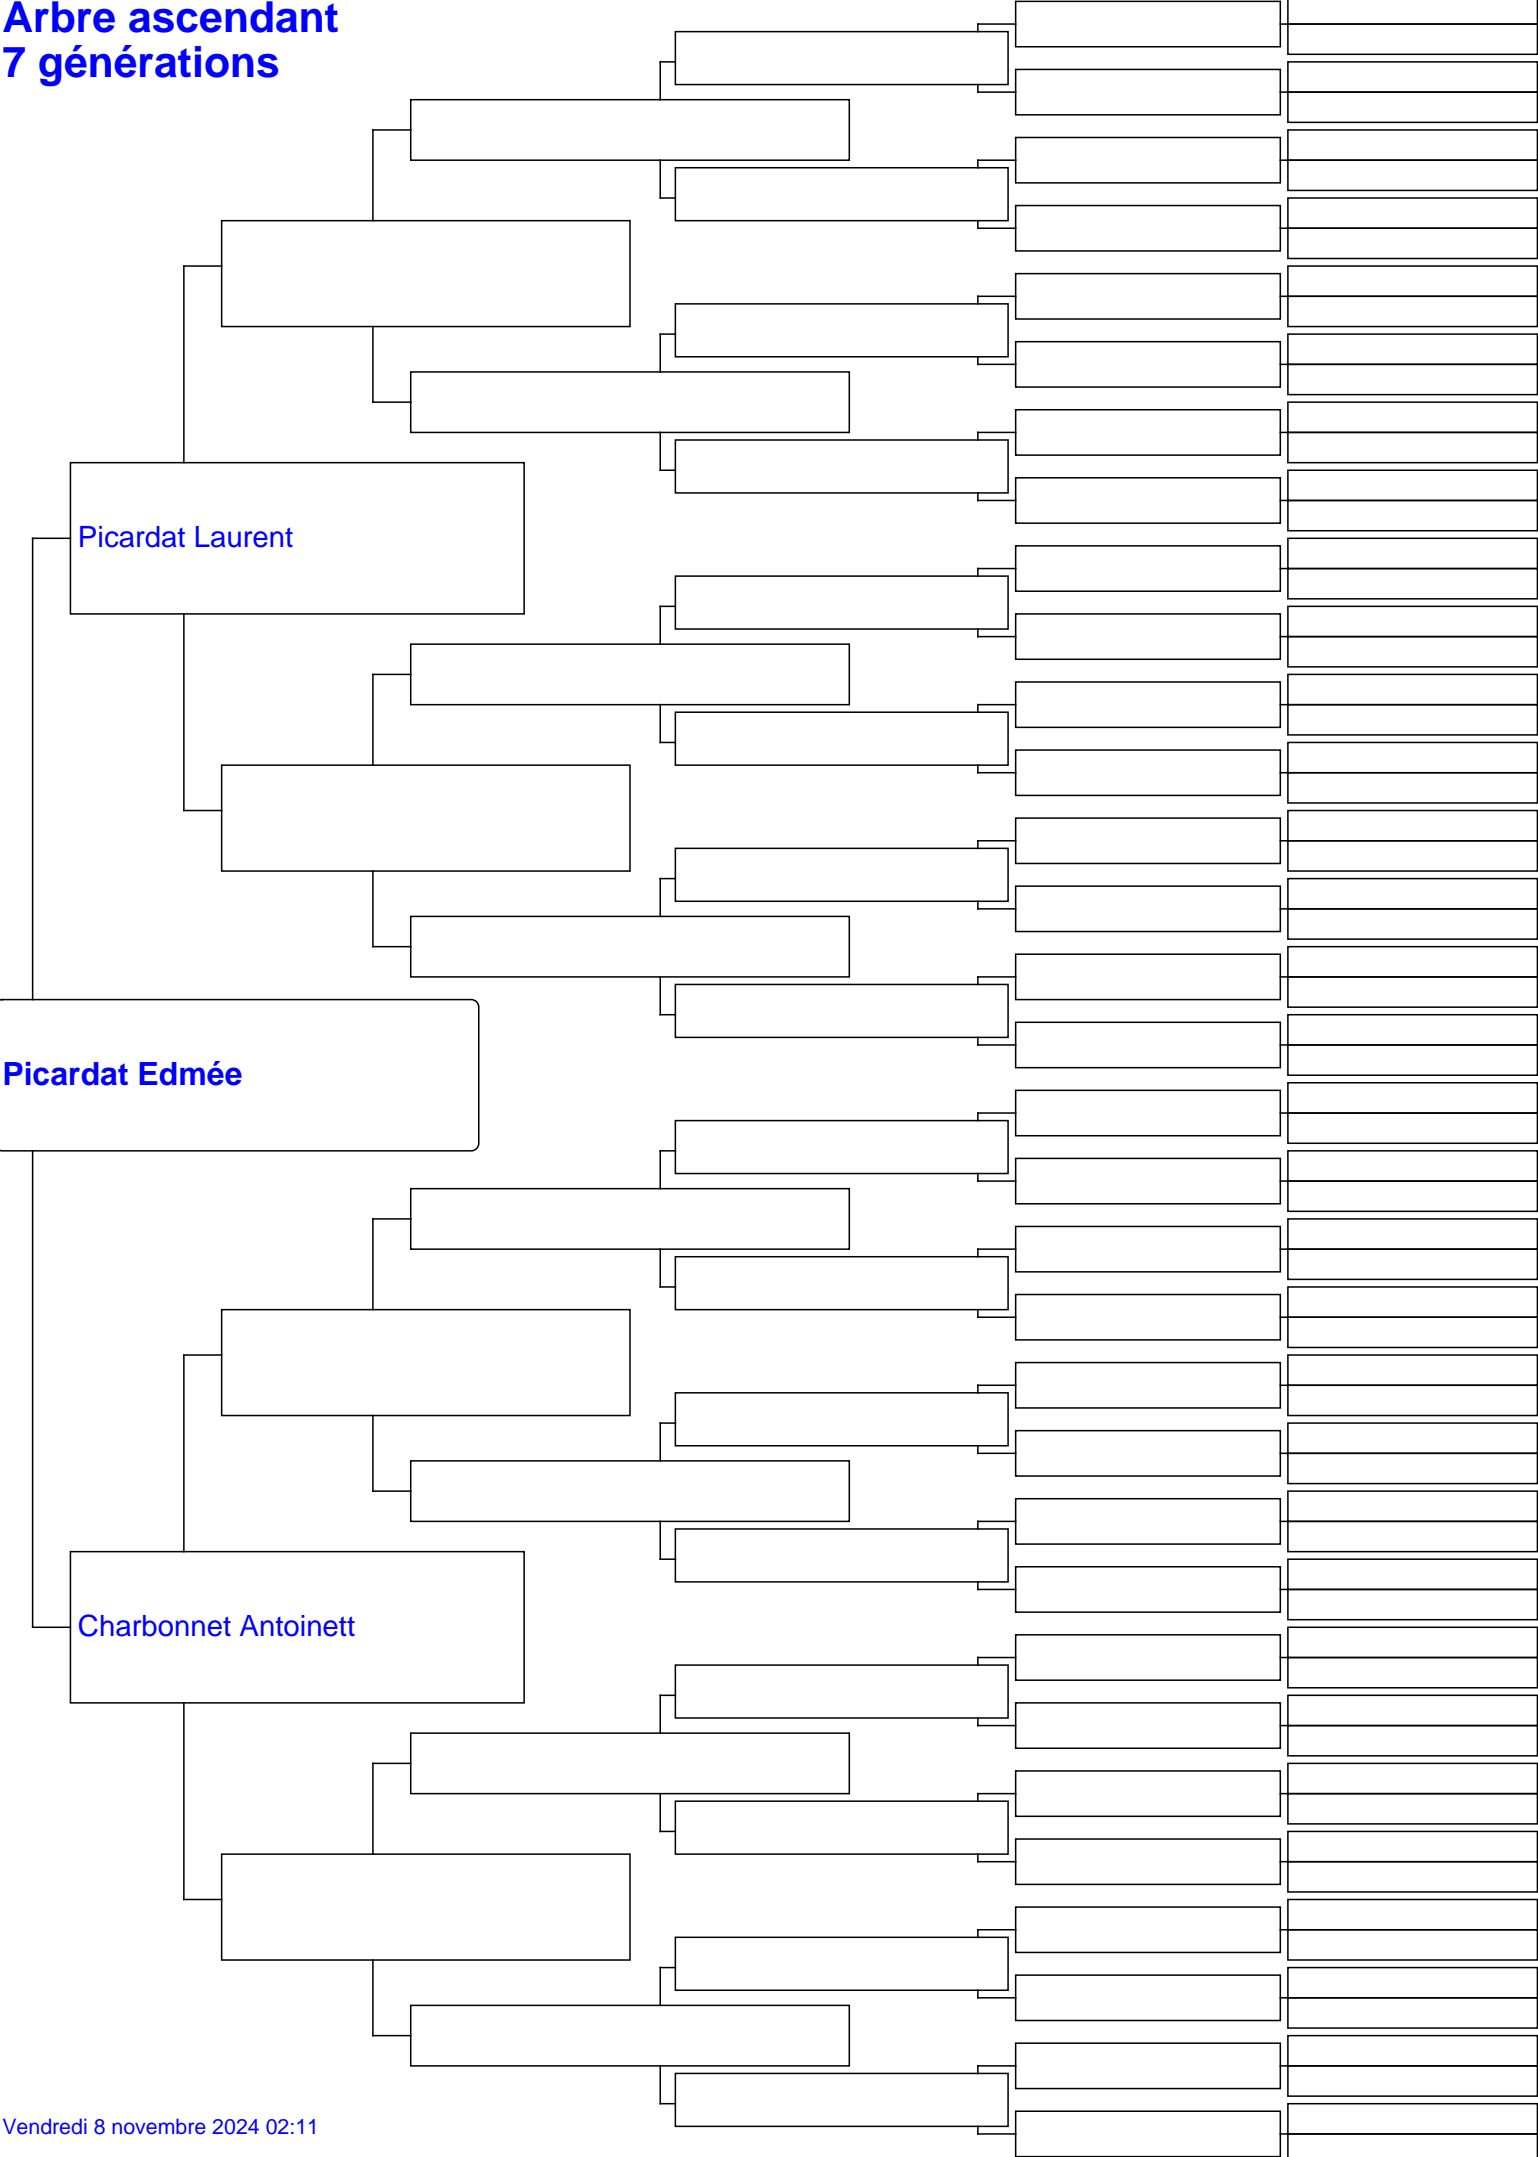 Arbre ascendant
7 générations
Picardat Laurent
Picardat Edmée
Charbonnet Antoinett
Vendredi 8 novembre 2024 02:11